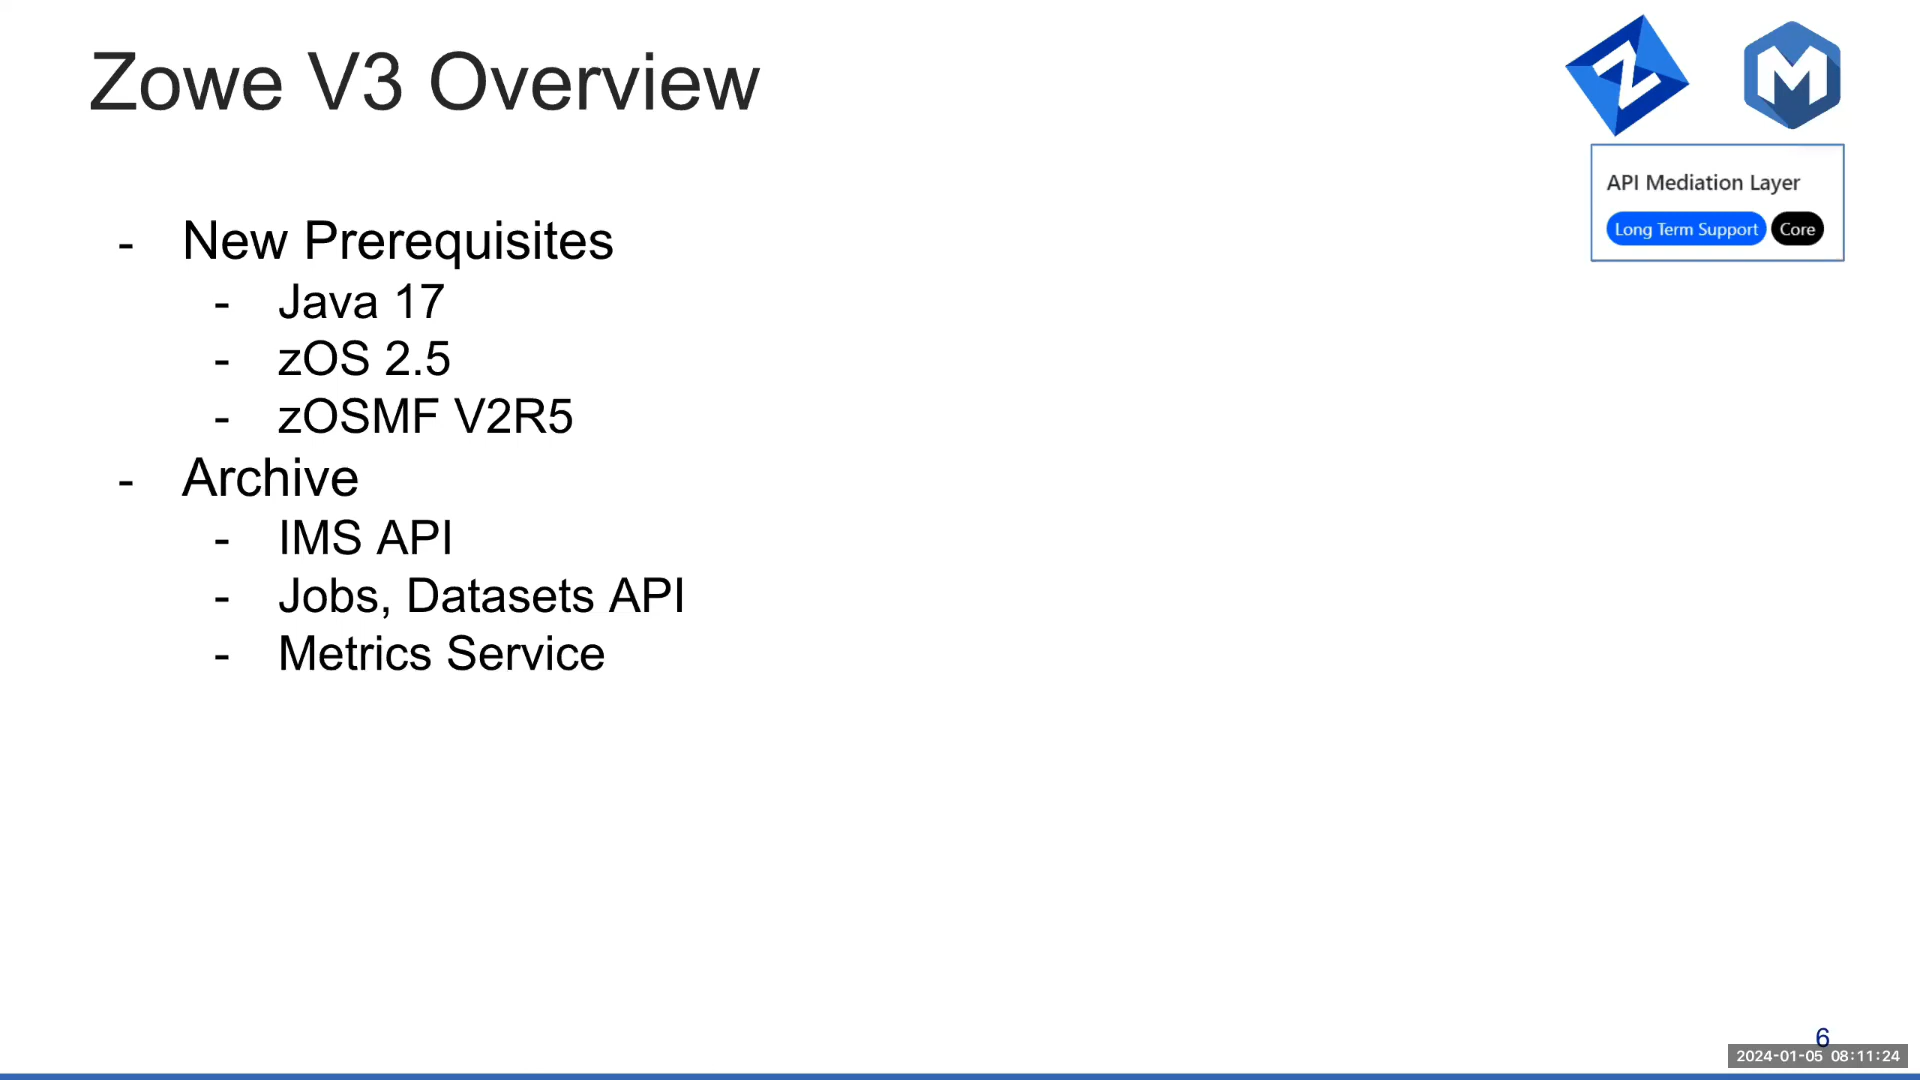 Zowe V3 Overview
Z
M
API Mediation Layer
Long Term Support Core
- New Prerequisites
- Java 17
- zOS 2.5
- zOSMF V2R5
- Archive
- IMS API
- Jobs, Datasets API
- Metrics Service
6
2024-01-05 08:11:24